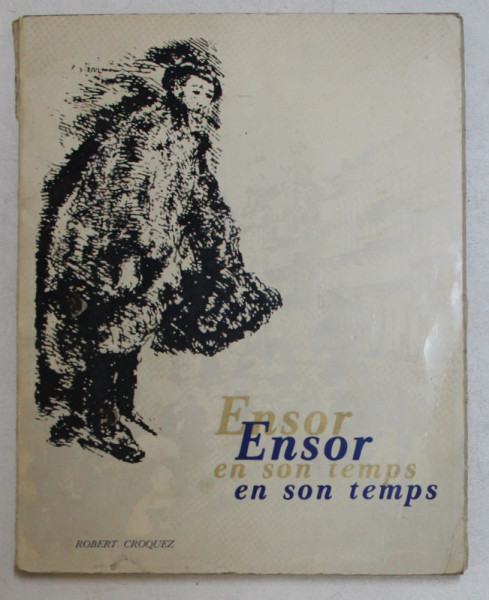 Ensor
Ensor
en son temps
en son temps
ROBERT CROQUEZ